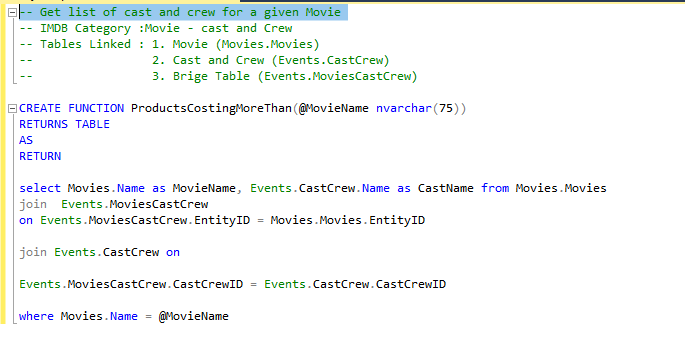 -- Get list of cast and crew for a given Movie
-- IMDB Category :Movie - cast and Crew
-- Tables Linked : 1. Movie (Movies.Movies)
--                 2. Cast and Crew (Events.CastCrew)
--                 3. Brige Table (Events.MoviesCastCrew)
CREATE FUNCTION ProductsCostingMoreThan(@MovieName nvarchar(75))
RETURNS TABLE
AS
RETURN
select Movies.Name as MovieName, Events.CastCrew.Name as CastName from Movies.Movies
join  Events.MoviesCastCrew
on Events.MoviesCastCrew.EntityID = Movies.Movies.EntityID
join Events.CastCrew on
Events.MoviesCastCrew.CastCrewID = Events.CastCrew.CastCrewID
where Movies.Name = @MovieName